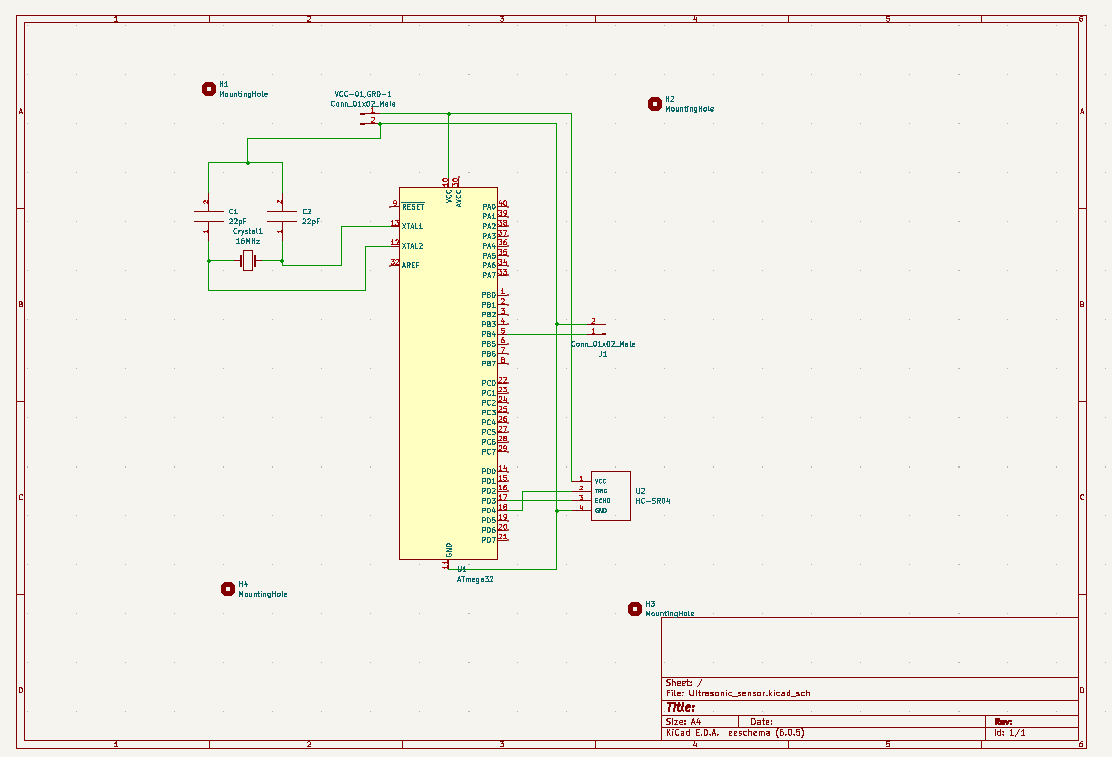 1 2 3 4 5 6
H1
MountingHole
VCC-01,GRD-1
Conn_01x02_Male
1
2
H2
MountingHole
A
A
10
30
VCC
AVCC
9 RESET
13 XTAL1
12 XTAL2
32 AREF
PA0 40
PA1 39
PA2 38
PA3 37
PA4 36
PA5 35
PA6 34
PA7 33
2
C1
22pF
1
2
C2
22pF
1
Crystal1
16MHz
B
B
PB0 1
PB1 2
PB2 3
PB3 4
PB4 5
PB5 6
PB6 7
PB7 8
2
1
Conn_01x02_Male
J1
PC0 22
PC1 23
PC2 24
PC3 25
PC4 26
PC5 27
PC6 28
PC7 29
PD0 14
PD1 15
PD2 16
PD3 17
PD4 18
PD5 19
PD6 20
PD7 21
C
C
1 VCC
2 TRIG
3 ECHO
4 GND
U2
HC-SR04
GND
11
U1
ATmega32
H4
MountingHole
H3
MountingHole
D
D
Sheet: /
File: Ultrasonic_sensor.kicad_sch
Title:
Size: A4 Date: Rev:
KiCad E.D.A. eeschema (6.0.5) Id: 1/1
1 2 3 4 5 6